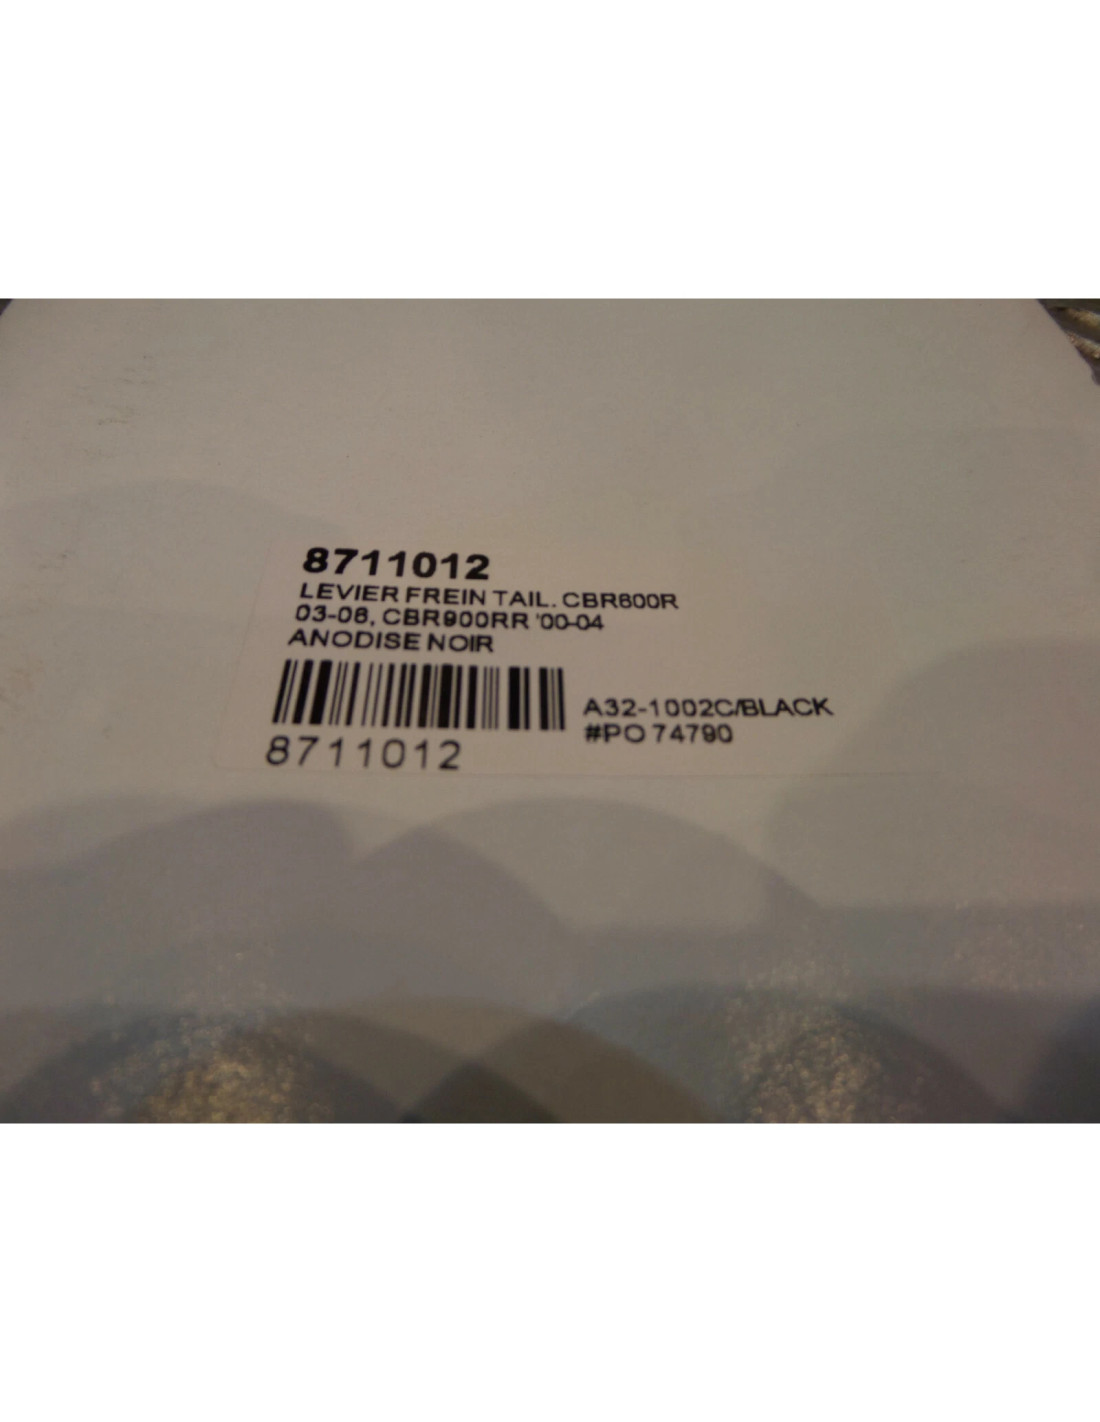 8711012
LEVIER FREIN TAIL. CBR600R
03-06, CBR900RR '00-04
ANODISE NOIR
A32-1002C/BLACK
#PO 74790
8711012